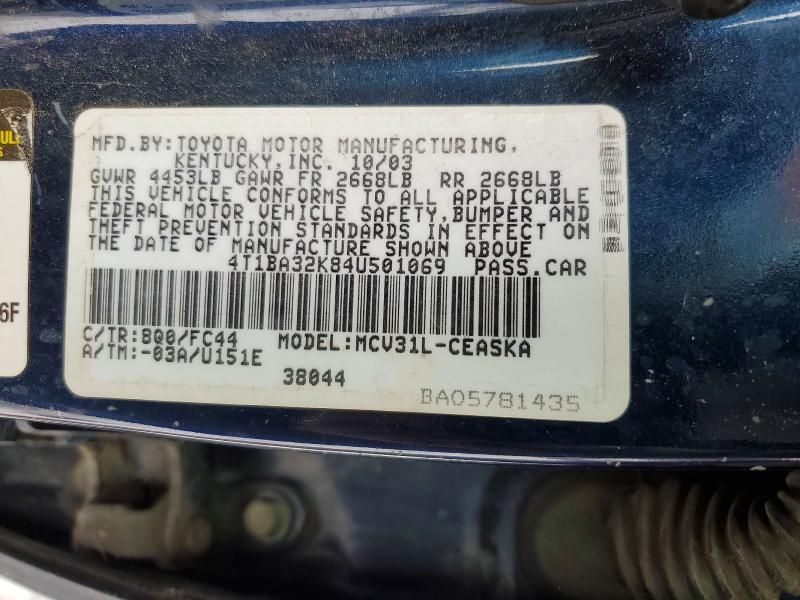 MFD.BY:TOYOTA MOTOR MANUFACTURING,
KENTUCKY,INC. 10/03
GVWR 4453LB GAWR FR 2668LB RR 2668LB
THIS VEHICLE CONFORMS TO ALL APPLICABLE
FEDERAL MOTOR VEHICLE SAFETY,BUMPER AND
THEFT PREVENTION STANDARDS IN EFFECT ON
THE DATE OF MANUFACTURE SHOWN ABOVE
4T1BA32K84U501069 PASS.CAR
C/TR:8Q0/FC44 MODEL:MCV31L-CEASKA
A/TM:-03A/U151E
38044
BA05781435
6F